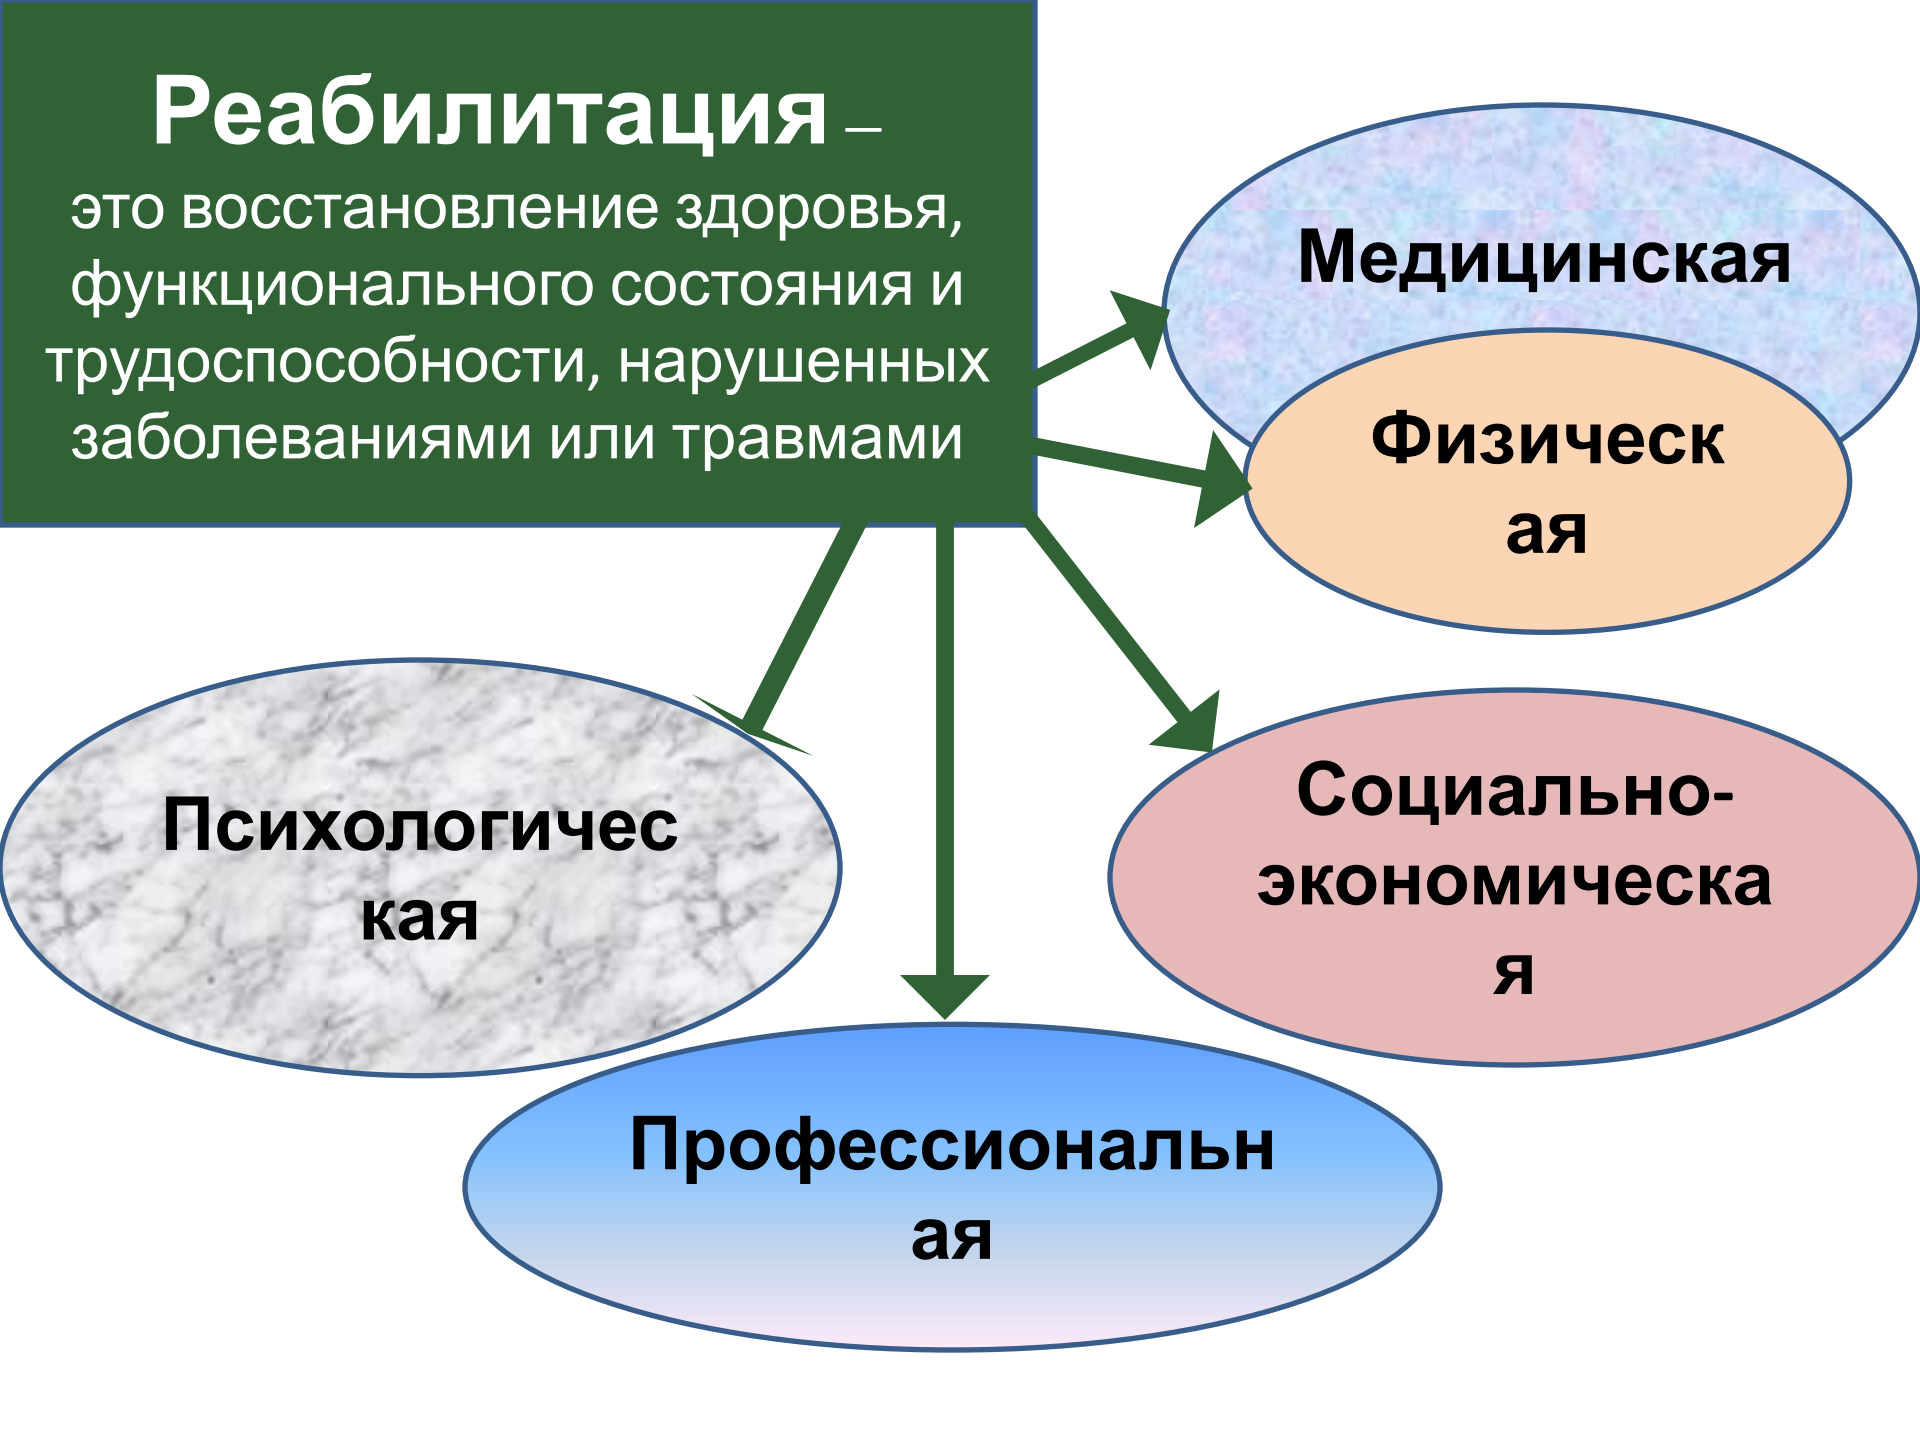 Реабилитация –
это восстановление здоровья,
функционального состояния и
трудоспособности, нарушенных
заболеваниями или травмами
Медицинская
Физическ
ая
Психологичес
кая
Социально-
экономическа
я
Профессиональн
ая